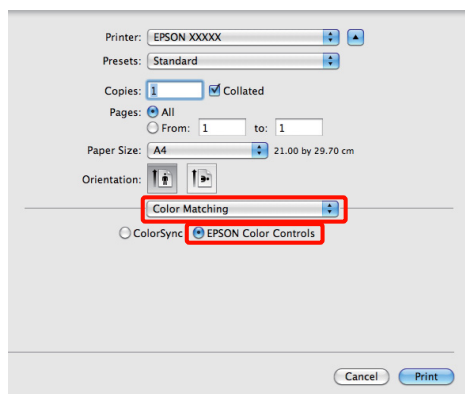 Printer: EPSON XXXXX
Presets: Standard
Copies: 1 Collated
Pages: All
From: 1 to: 1
Paper Size: A4 21.00 by 29.70 cm
Orientation:
Color Matching
ColorSync EPSON Color Controls
Cancel Print